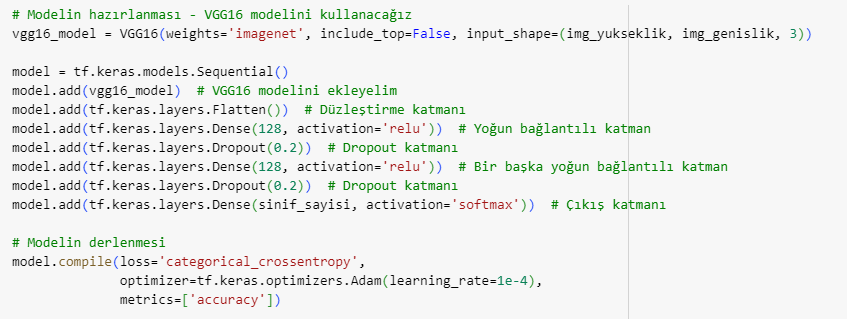 # Modelin hazırlanması - VGG16 modelini kullanacağız
vgg16_model = VGG16(weights='imagenet', include_top=False, input_shape=(img_yukseklik, img_genislik, 3))
model = tf.keras.models.Sequential()
model.add(vgg16_model)  # VGG16 modelini ekleyelim
model.add(tf.keras.layers.Flatten())  # Düzleştirme katmanı
model.add(tf.keras.layers.Dense(128, activation='relu'))  # Yoğun bağlantılı katman
model.add(tf.keras.layers.Dropout(0.2))  # Dropout katmanı
model.add(tf.keras.layers.Dense(128, activation='relu'))  # Bir başka yoğun bağlantılı katman
model.add(tf.keras.layers.Dropout(0.2))  # Dropout katmanı
model.add(tf.keras.layers.Dense(sinif_sayisi, activation='softmax'))  # Çıkış katmanı
# Modelin derlenmesi
model.compile(loss='categorical_crossentropy',
              optimizer=tf.keras.optimizers.Adam(learning_rate=1e-4),
              metrics=['accuracy'])